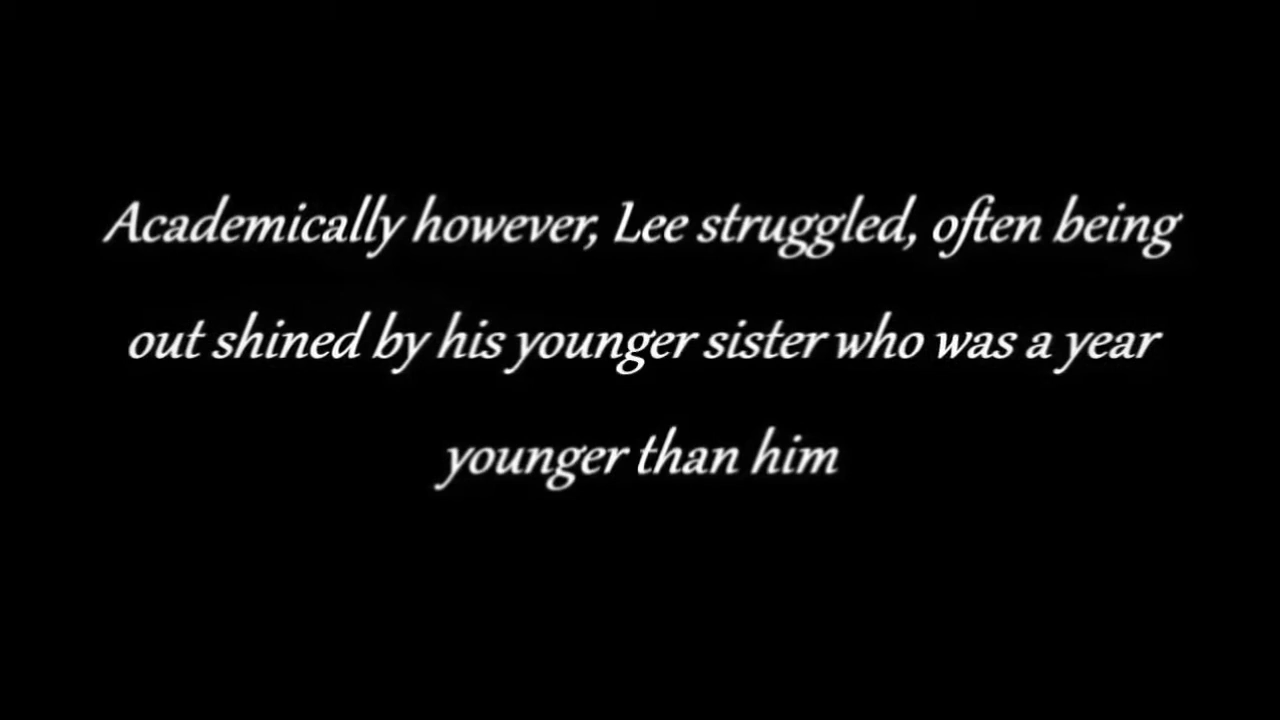 Academically however, Lee struggled, often being
out shined by his younger sister who was a year
younger than him